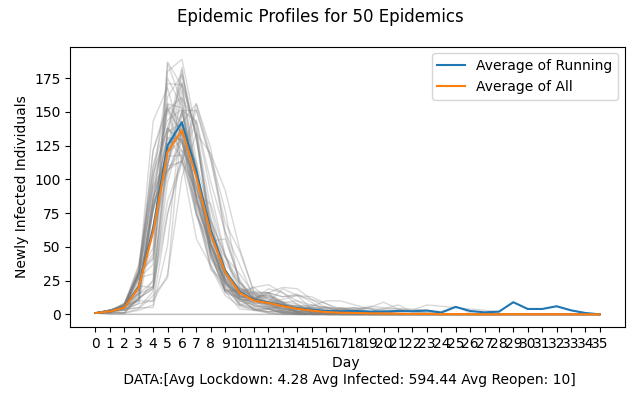 Epidemic Profiles for 50 Epidemics
Average of Running
Average of All
Newly Infected Individuals
175
150
125
100
75
50
25
0
0 1 2 3 4 5 6 7 8 9 10 11 12 13 14 15 16 17 18 19 20 21 22 23 24 25 26 27 28 29 30 31 32 33 34 35
Day
DATA:[Avg Lockdown: 4.28 Avg Infected: 594.44 Avg Reopen: 10]